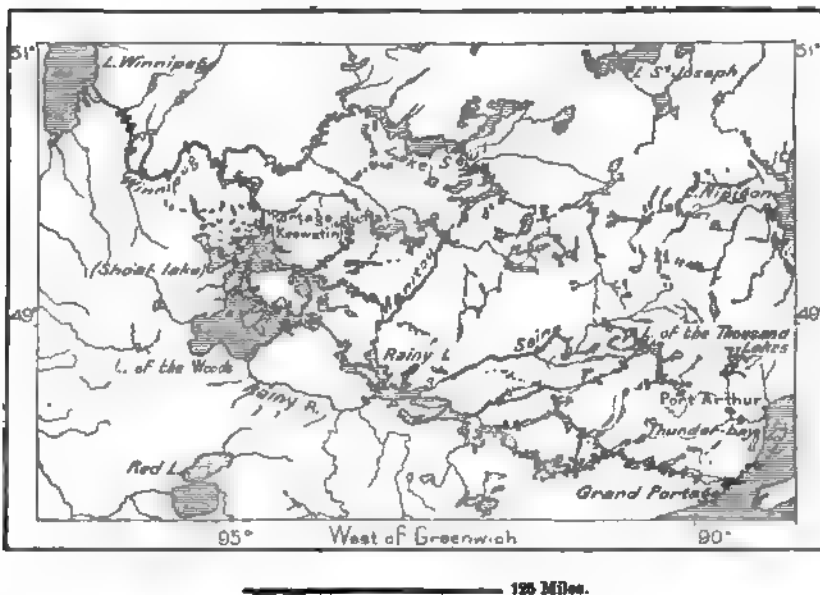 51°
51°
L. Winnipeg
L St Joseph
Lake Seul
Winnipeg
Nipigon
Portage du Rat
Keewatin
(Shoal lake)
Manitou
49°
49°
Seine
L. of the Thousand
Lakes
Rainy L.
L. of the Woods
Port Arthur
Rainy R.
Thunder-bay
Red L.
Grand Portage
95°
West of Greenwich
90°
125 Miles.